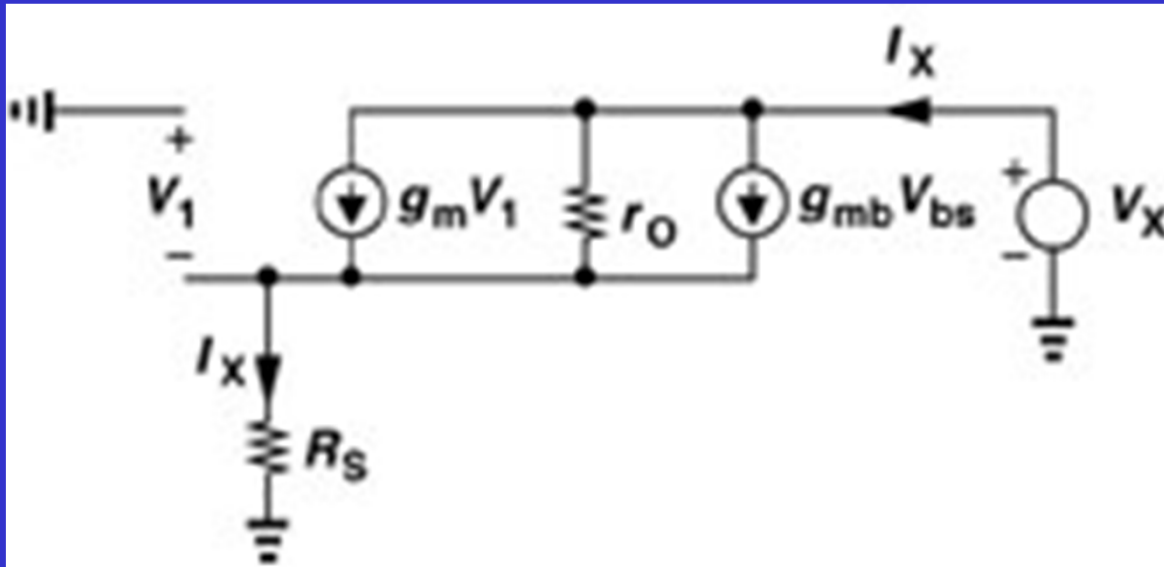 I_X
+
V_1
−
g_mV_1
r_O
g_mbV_bs
+
−
V_X
I_X
R_S